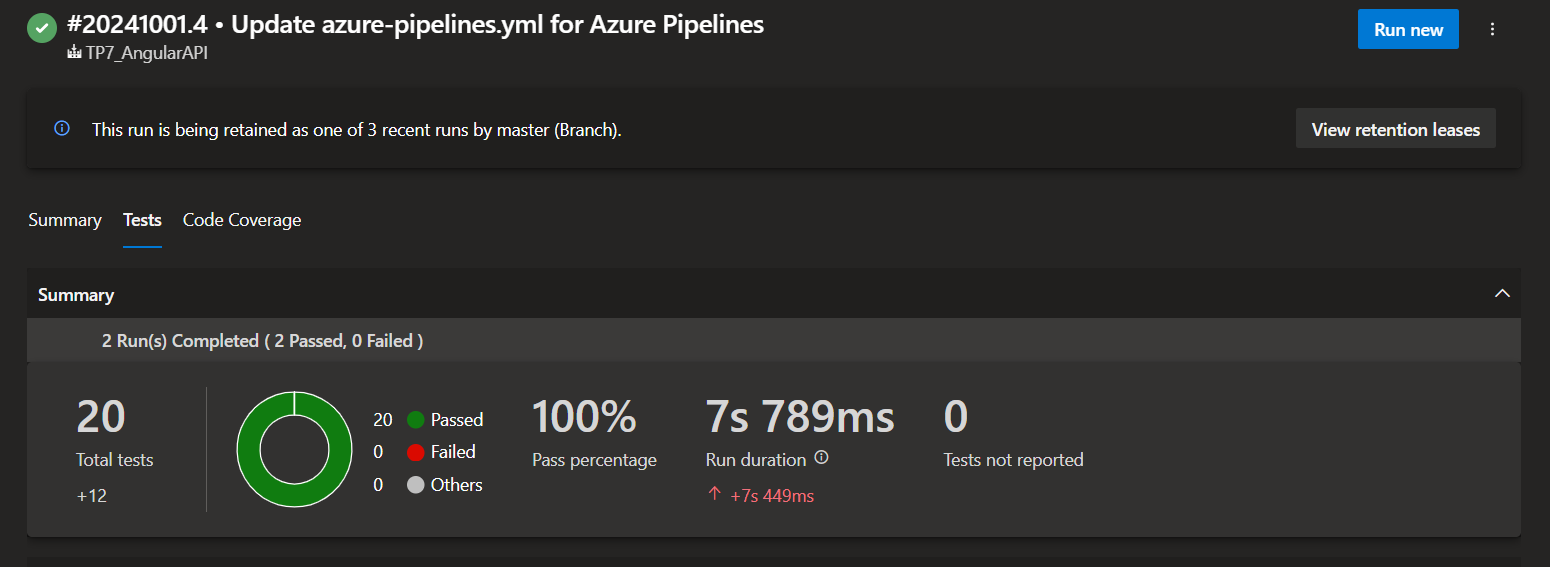 #20241001.4 • Update azure-pipelines.yml for Azure Pipelines
Run new
TP7_AngularAPI
This run is being retained as one of 3 recent runs by master (Branch).
View retention leases
Summary Tests Code Coverage
Summary
2 Run(s) Completed ( 2 Passed, 0 Failed )
20
Total tests
+12
20 Passed
0 Failed
0 Others
100%
Pass percentage
7s 789ms
Run duration
+7s 449ms
0
Tests not reported